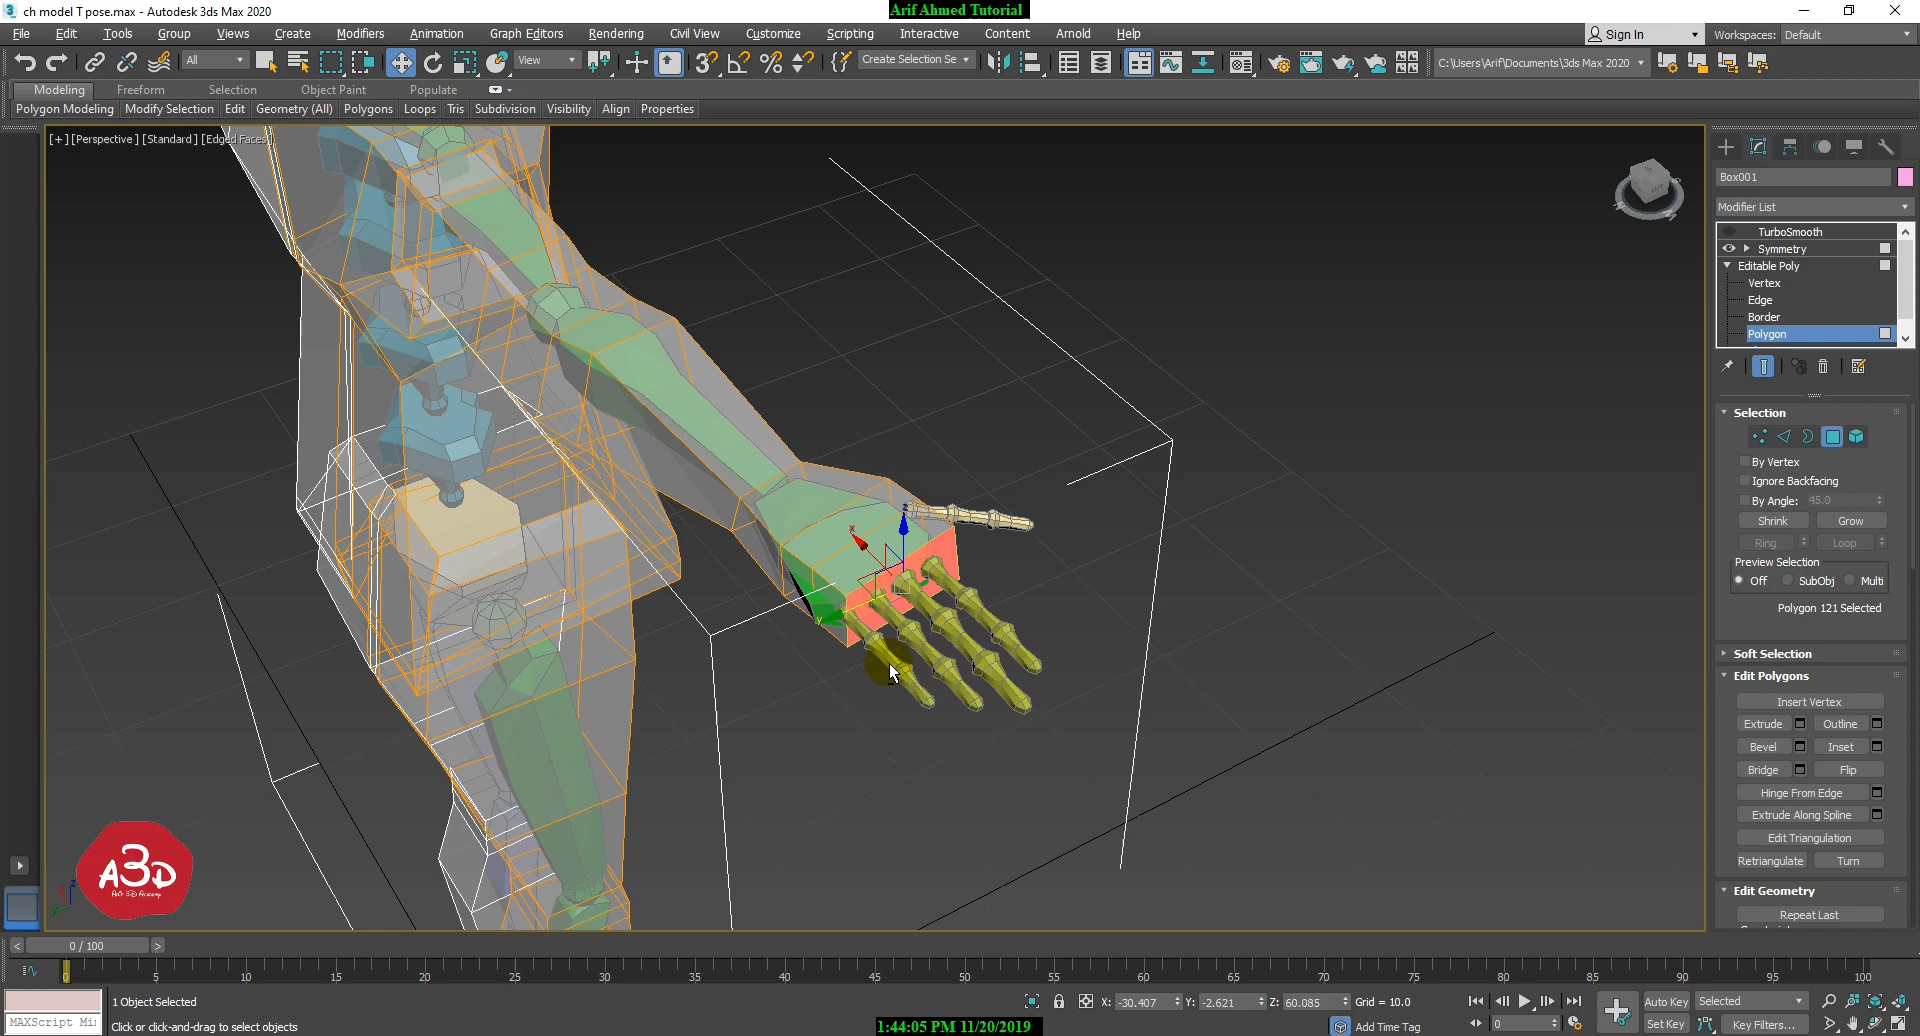 ch model T pose.max - Autodesk 3ds Max 2020
Arif Ahmed Tutorial
File Edit Tools Group Views Create Modifiers Animation Graph Editors Rendering Civil View Customize Scripting Interactive Content Arnold Help
Sign In Workspaces: Default
All View Create Selection Se C:\Users\Arif\Documents\3ds Max 2020
Modeling Freeform Selection Object Paint Populate
Polygon Modeling Modify Selection Edit Geometry (All) Polygons Loops Tris Subdivision Visibility Align Properties
[+] [Perspective ] [Standard ] [Edged Faces
Box001
Modifier List
TurboSmooth
Symmetry
Editable Poly
Vertex
Edge
Border
Polygon
Selection
By Vertex
Ignore Backfacing
By Angle: 45.0
Shrink Grow
Ring Loop
Preview Selection
Off SubObj Multi
Polygon 121 Selected
Soft Selection
Edit Polygons
Insert Vertex
Extrude Outline
Bevel Inset
Bridge Flip
Hinge From Edge
Extrude Along Spline
Edit Triangulation
Retriangulate Turn
Edit Geometry
Repeat Last
A3D
Arif 3D Academy
x z y
0 / 100
0 5 10 15 20 25 30 35 40 45 50 55 60 65 70 75 80 85 90 95 100
1 Object Selected
X: -30.407 Y: -2.621 Z: 60.085 Grid = 10.0
Auto Key Selected
MAXScript Mi
Click or click-and-drag to select objects
1:44:05 PM 11/20/2019
Add Time Tag
0
Set Key Key Filters...